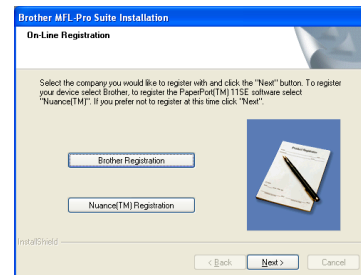 Brother MFL-Pro Suite Installation
On-Line Registration
Select the company you would like to register with and click the "Next" button. To register
your device select Brother, to register the PaperPort(TM) 11SE software select
"Nuance(TM)". If you prefer not to register at this time click "Next".
Brother Registration
Product Registration
Nuance(TM) Registration
InstallShield
< Back
Next >
Cancel